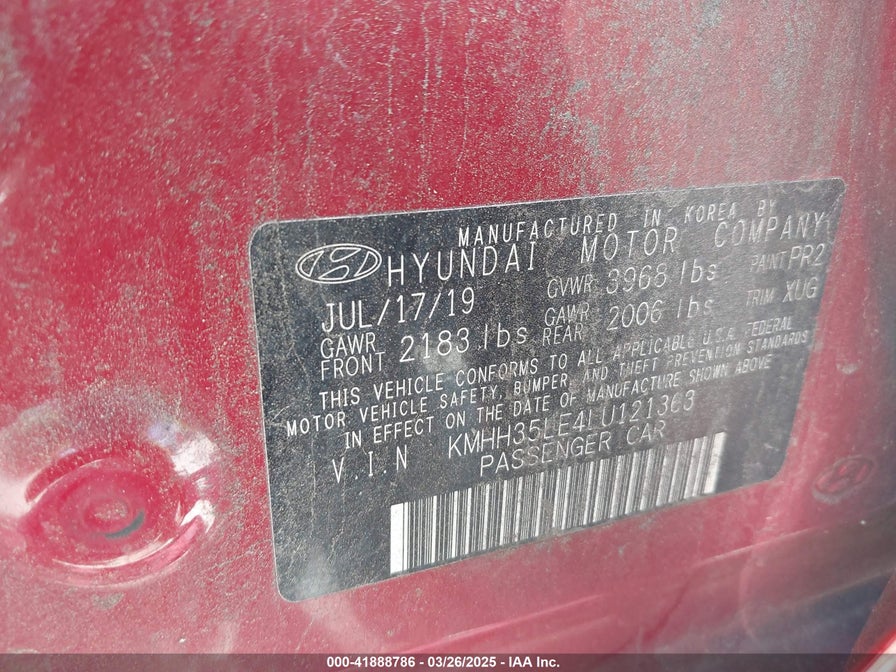 MANUFACTURED IN KOREA BY
HYUNDAI MOTOR COMPANY
JUL/17/19 GVWR 3968 lbs PAINT PR2
GAWR FRONT 2183 lbs GAWR REAR 2006 lbs TRIM XUG
THIS VEHICLE CONFORMS TO ALL APPLICABLE U.S.A. FEDERAL
MOTOR VEHICLE SAFETY, BUMPER, AND THEFT PREVENTION STANDARDS
IN EFFECT ON THE DATE OF MANUFACTURE SHOWN ABOVE
V.I.N KMHH35LE4LU121363
PASSENGER CAR
000-41888786 - 03/26/2025 - IAA Inc.